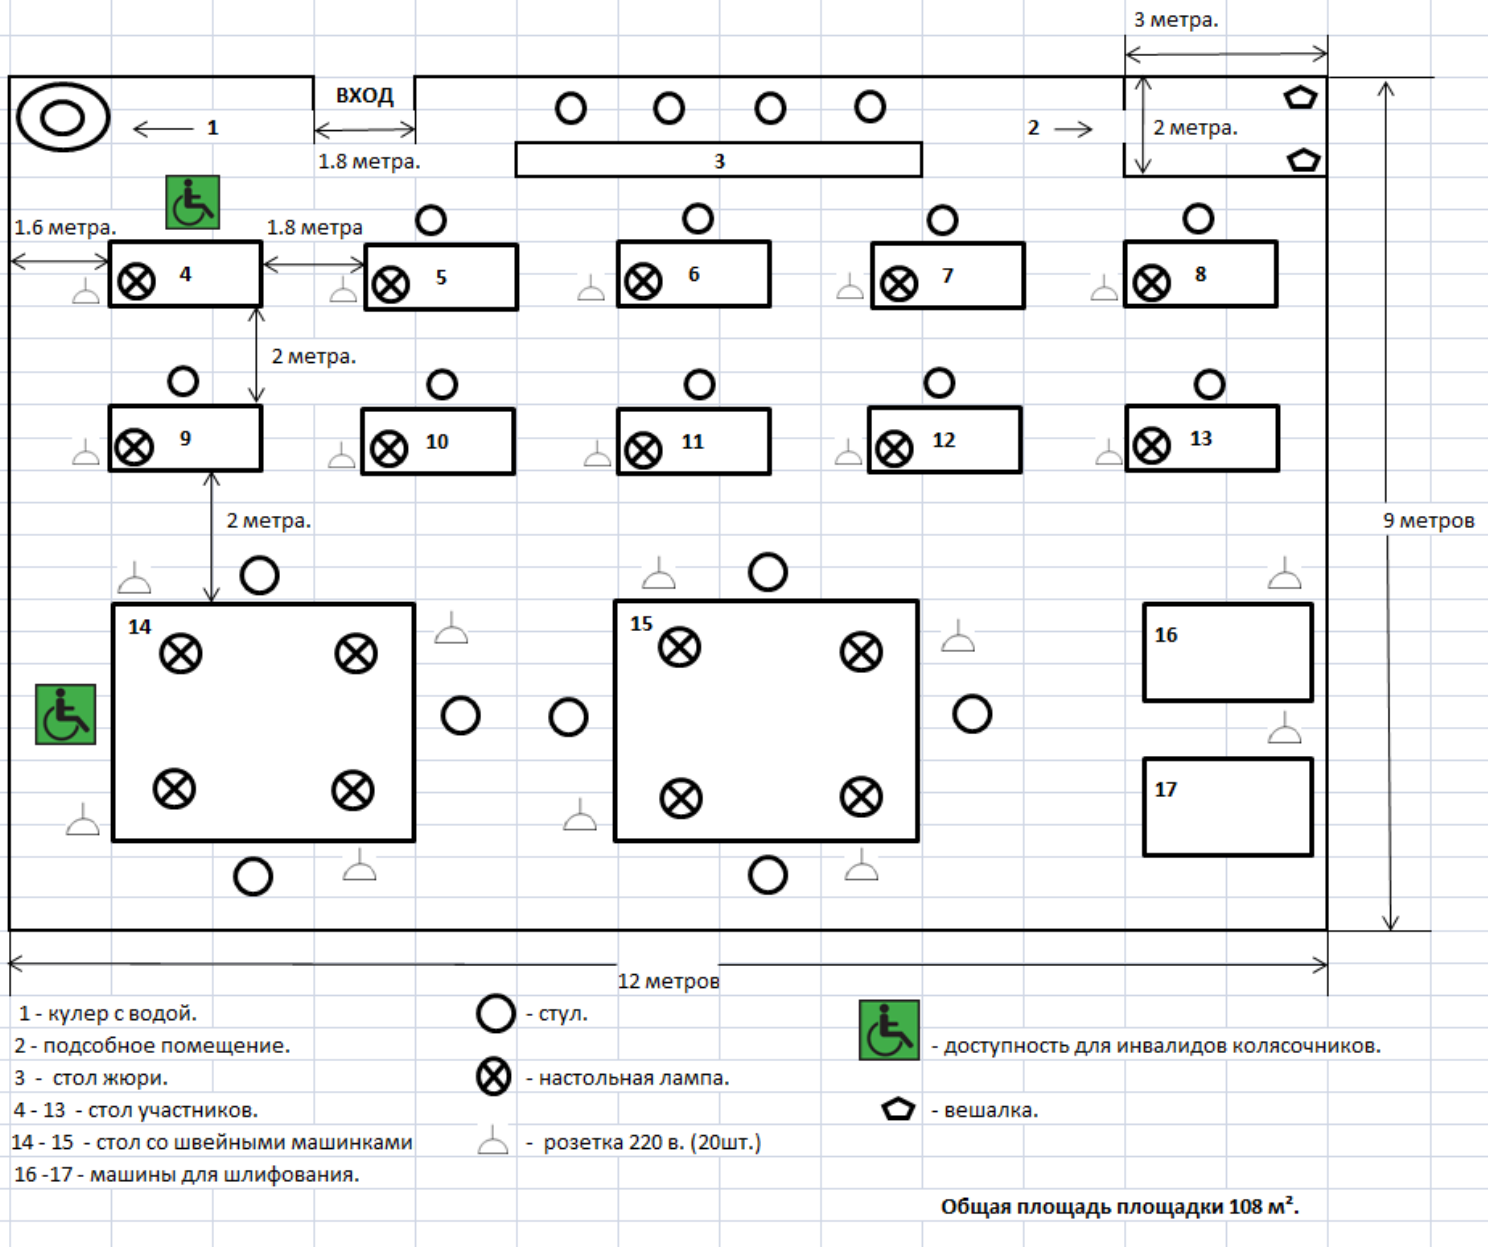 3 метра.
ВХОД
1
2
2 метра.
1.8 метра.
3
1.6 метра.
1.8 метра
4
5
6
7
8
2 метра.
9
10
11
12
13
2 метра.
9 метров
14
15
16
17
12 метров
1 - кулер с водой.
- стул.
2 - подсобное помещение.
- доступность для инвалидов колясочников.
3 - стол жюри.
- настольная лампа.
4 - 13 - стол участников.
- вешалка.
14 - 15 - стол со швейными машинками
- розетка 220 в. (20шт.)
16 -17 - машины для шлифования.
Общая площадь площадки 108 м².